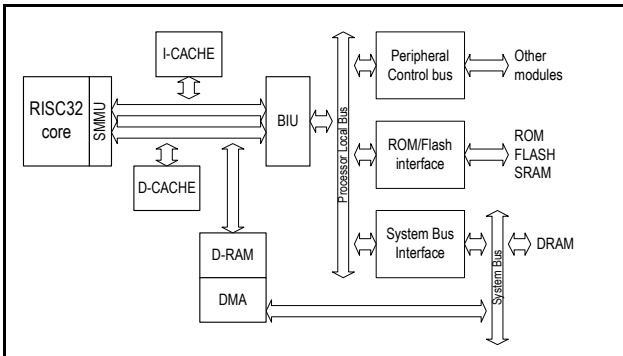 I-CACHE
RISC32
core
SMMU
BIU
D-CACHE
D-RAM
DMA
Processor Local Bus
Peripheral
Control bus
Other
modules
ROM/Flash
interface
ROM
FLASH
SRAM
System Bus
Interface
System Bus
DRAM